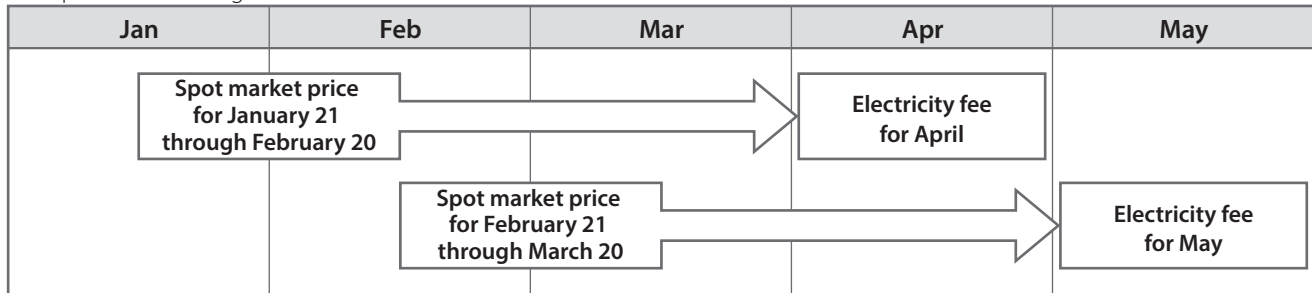 Jan Feb Mar Apr May
Spot market price
for January 21
through February 20
Electricity fee
for April
Spot market price
for February 21
through March 20
Electricity fee
for May